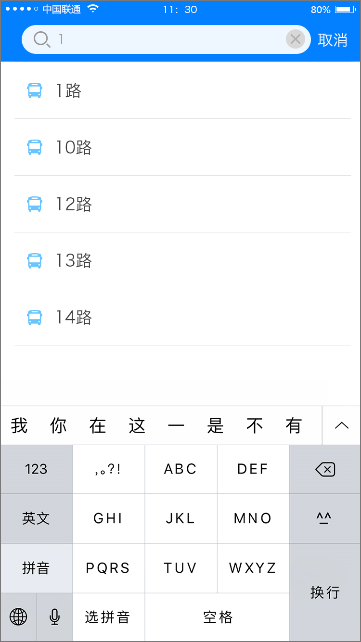 中国联通 11：30 80%
1 取消
1路
10路
12路
13路
14路
我 你 在 这 一 是 不 有
123 ,。?! ABC DEF
英文 GHI JKL MNO ^^
拼音 PQRS TUV WXYZ 换行
选拼音 空格